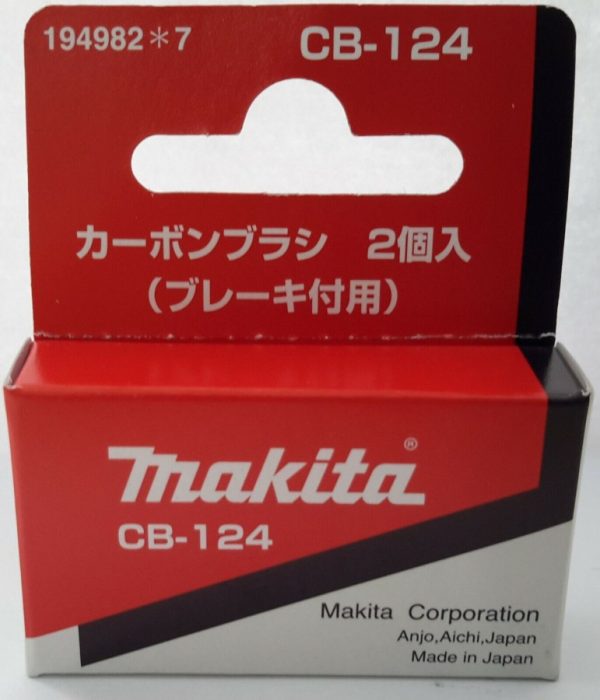 194982＊7 CB-124
カーボンブラシ　2個入
（ブレーキ付用）
makita®
CB-124
Makita Corporation
Anjo,Aichi,Japan
Made in Japan